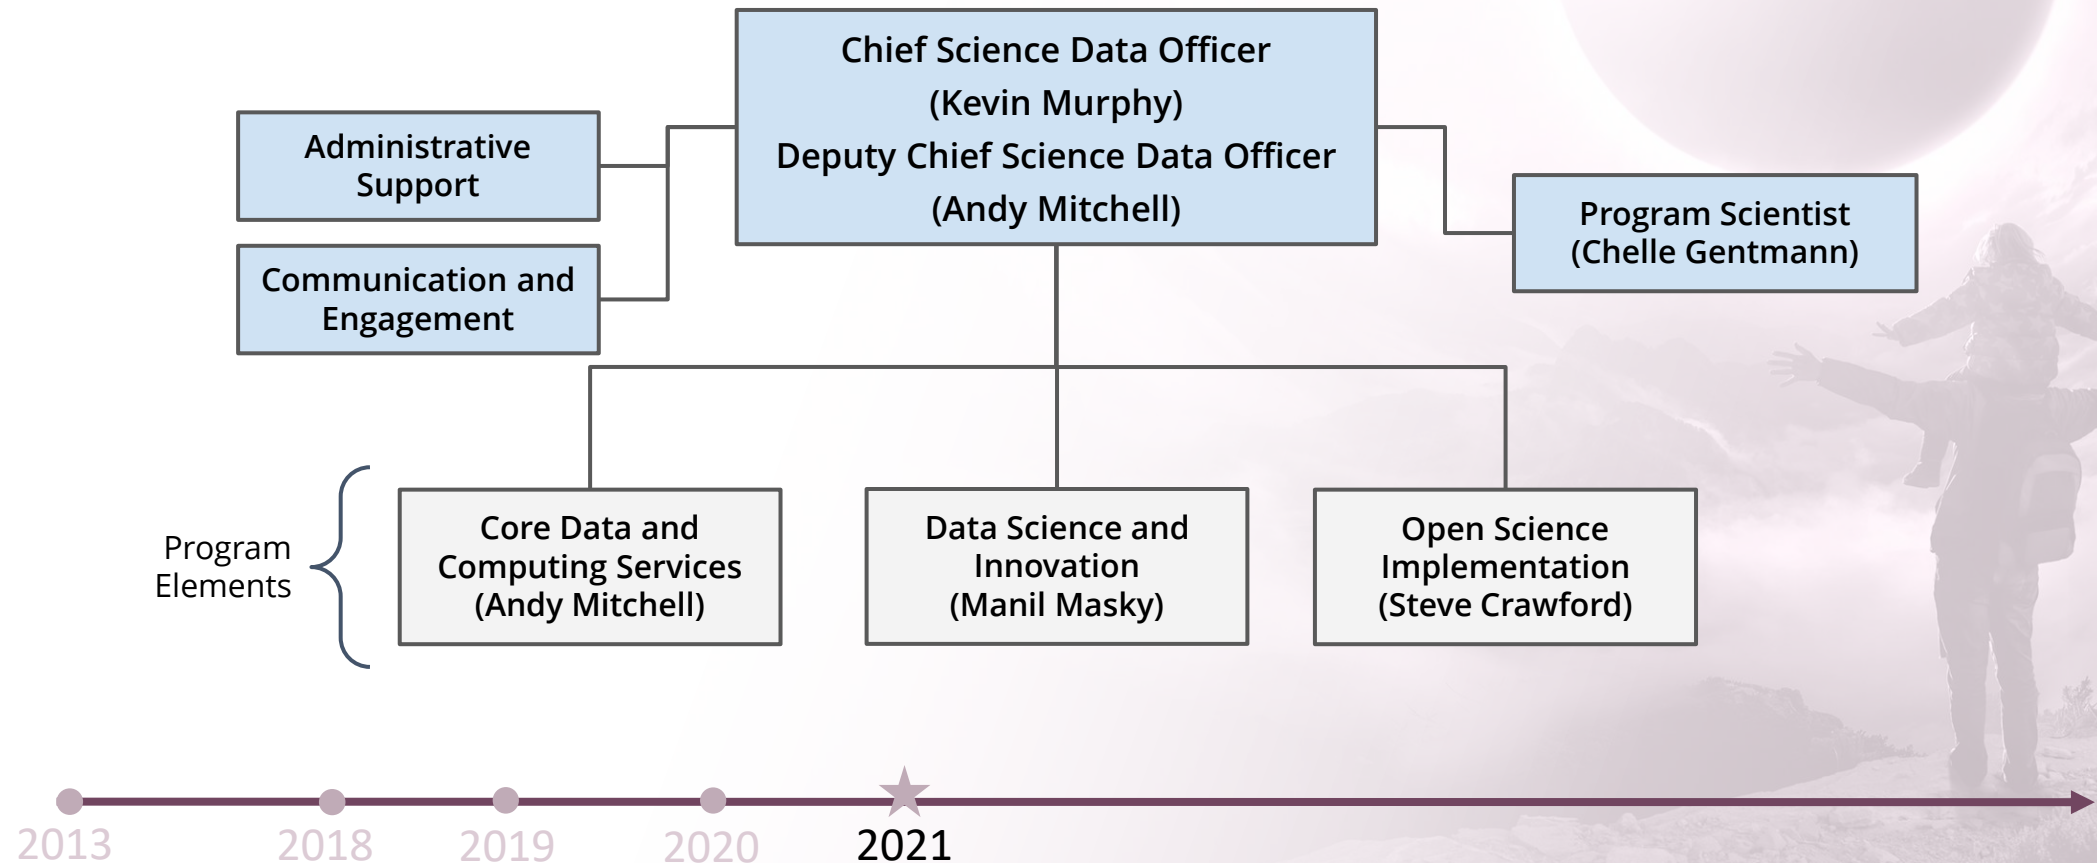 Chief Science Data Officer
(Kevin Murphy)
Deputy Chief Science Data Officer
(Andy Mitchell)
Administrative
Support
Communication and
Engagement
Program Scientist
(Chelle Gentmann)
Program
Elements
Core Data and
Computing Services
(Andy Mitchell)
Data Science and
Innovation
(Manil Masky)
Open Science
Implementation
(Steve Crawford)
2013
2018
2019
2020
2021